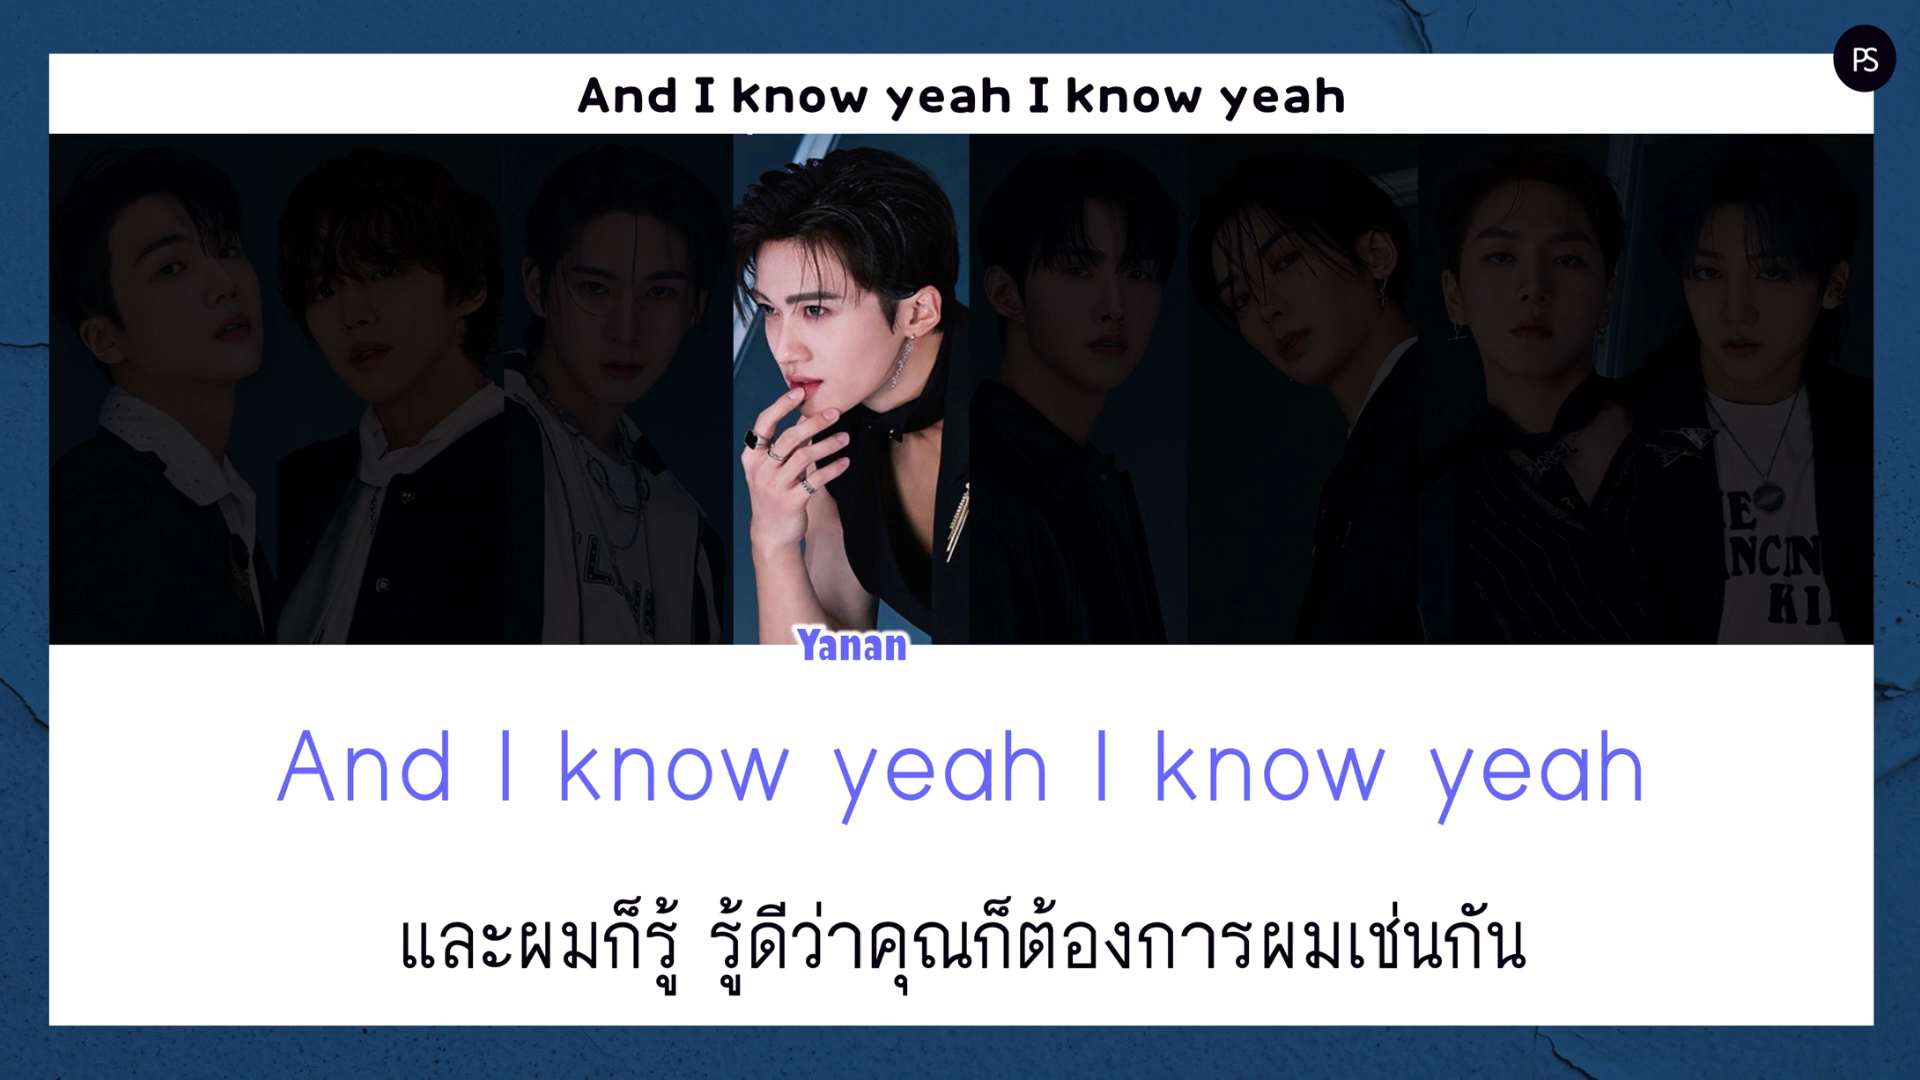 PS
And I know yeah I know yeah
Yanan
And I know yeah I know yeah
และผมก็รู้ รู้ดีว่าคุณก็ต้องการผมเช่นกัน